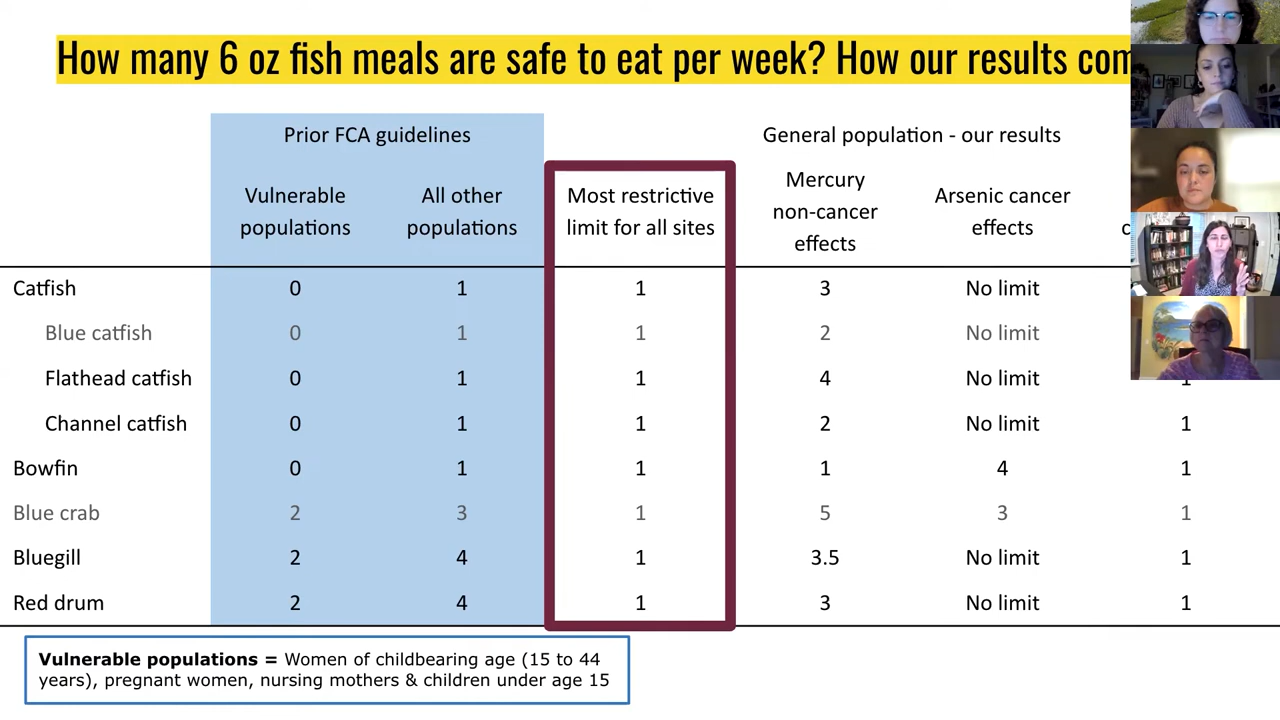 How many 6 oz fish meals are safe to eat per week? How our results
Prior FCA guidelines
General population - our results
Vulnerable populations
All other populations
Most restrictive limit for all sites
Mercury non-cancer effects
Arsenic cancer effects
Catfish 0 1 1 3 No limit
Blue catfish 0 1 1 2 No limit
Flathead catfish 0 1 1 4 No limit 1
Channel catfish 0 1 1 2 No limit 1
Bowfin 0 1 1 1 4 1
Blue crab 2 3 1 5 3 1
Bluegill 2 4 1 3.5 No limit 1
Red drum 2 4 1 3 No limit 1
Vulnerable populations = Women of childbearing age (15 to 44
years), pregnant women, nursing mothers & children under age 15